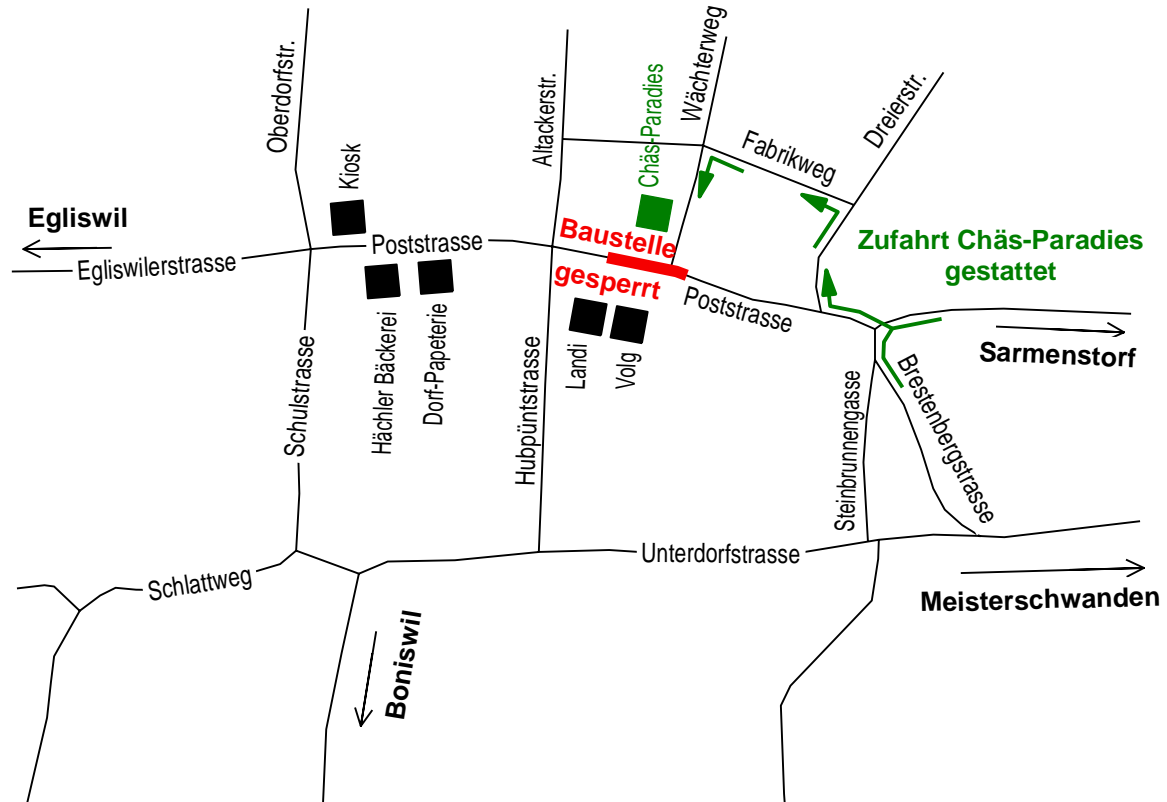 Oberdorfstr.
Altackerstr.
Chäs-Paradies
Wächterweg
Dreierstr.
Kiosk
Fabrikweg
Egliswil
Egliswilerstrasse
Poststrasse
Baustelle
gesperrt
Poststrasse
Zufahrt Chäs-Paradies
gestattet
Sarmenstorf
Schulstrasse
Hächler Bäckerei
Dorf-Papeterie
Hubpüntstrasse
Landi
Volg
Steinbrunnengasse
Brestenbergstrasse
Schlattweg
Unterdorfstrasse
Meisterschwanden
Boniswil